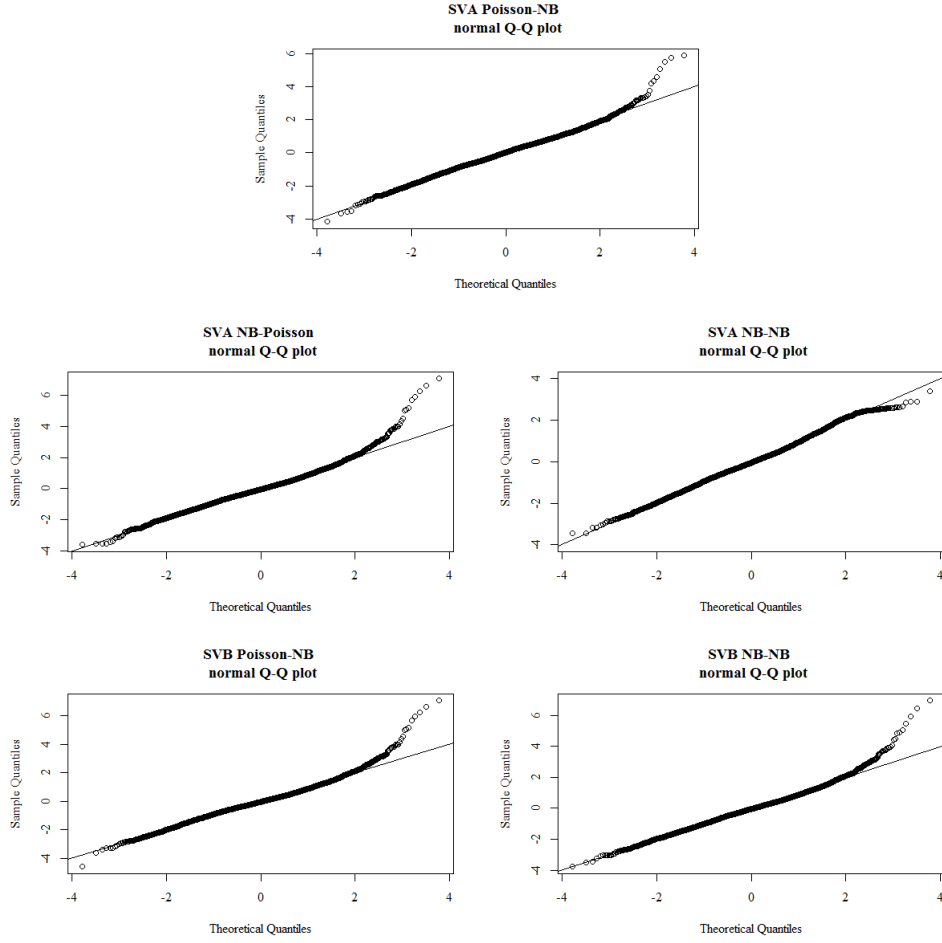 SVA Poisson-NB
normal Q-Q plot
Sample Quantiles
6
4
2
0
-2
-4
-4 -2 0 2 4
Theoretical Quantiles
SVA NB-Poisson
normal Q-Q plot
Sample Quantiles
6
4
2
0
-2
-4
-4 -2 0 2 4
Theoretical Quantiles
SVA NB-NB
normal Q-Q plot
Sample Quantiles
4
2
0
-2
-4
-4 -2 0 2 4
Theoretical Quantiles
SVB Poisson-NB
normal Q-Q plot
Sample Quantiles
6
4
2
0
-2
-4
-4 -2 0 2 4
Theoretical Quantiles
SVB NB-NB
normal Q-Q plot
Sample Quantiles
6
4
2
0
-2
-4
-4 -2 0 2 4
Theoretical Quantiles